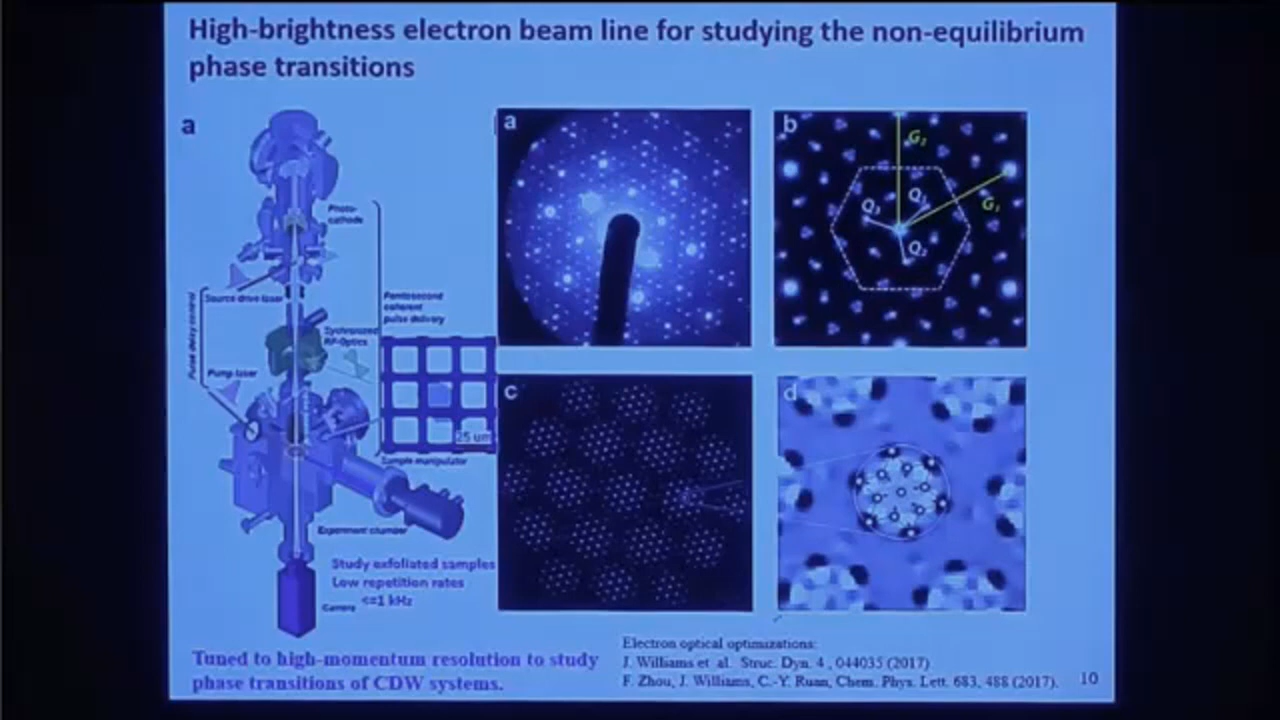 High-brightness electron beam line for studying the non-equilibrium
phase transitions
a
Photo-
cathode
Source drive laser
Pulse delay control
Femtosecond
coherent
pulse delivery
Synchronized
RF-Optics
Pump laser
25 um
Sample manipulator
Experiment chamber
Study exfoliated samples
Low repetition rates
<=1 kHz
Camera
a
b
G₂
G₁
Q₁
Q₃
Q₂
c
d
Tuned to high-momentum resolution to study
phase transitions of CDW systems.
Electron optical optimizations:
J. Williams et al. Struc. Dyn. 4, 044035 (2017).
F. Zhou, J. Williams, C.-Y. Ruan, Chem. Phys. Lett. 683, 488 (2017).
10